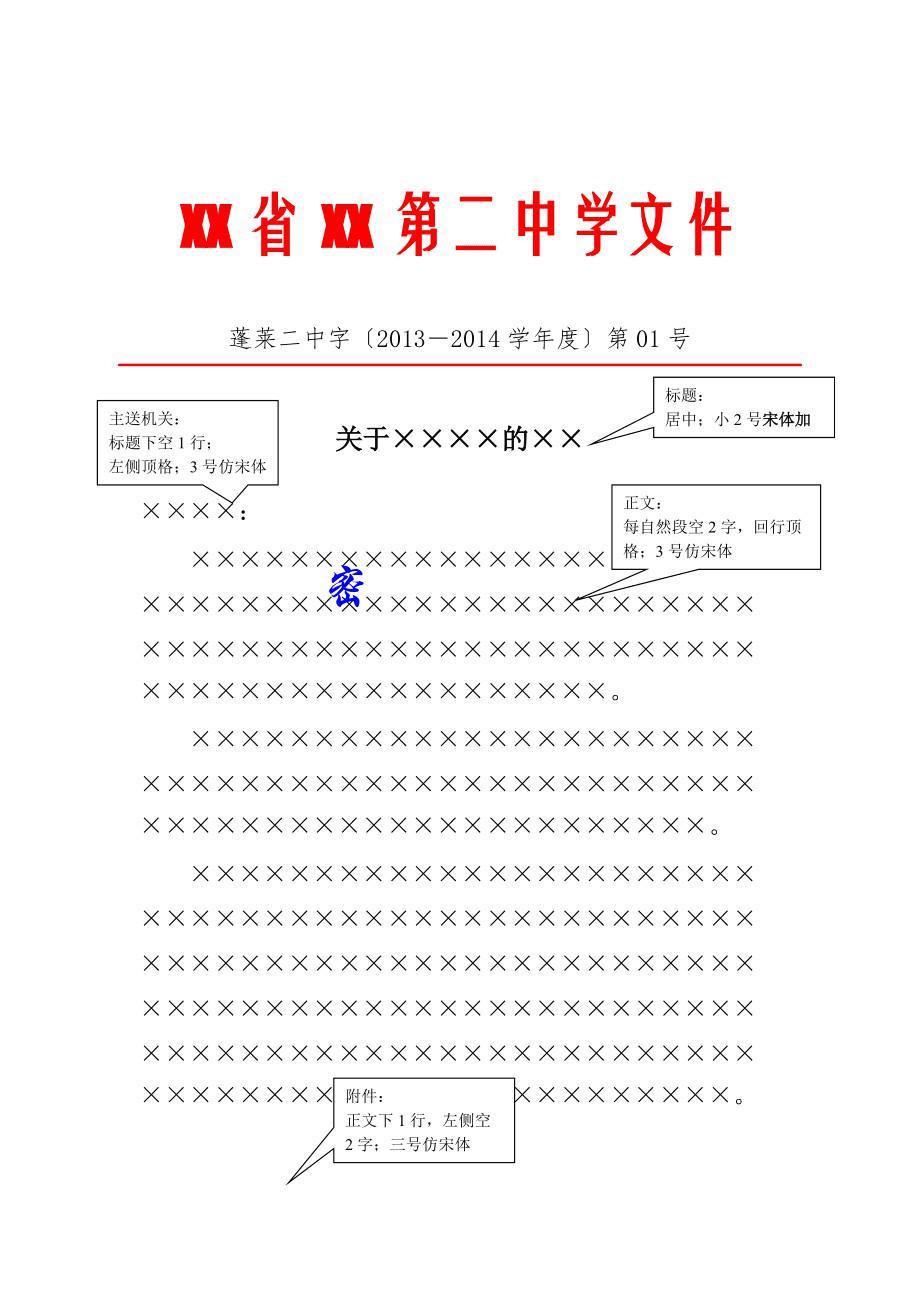 XX省XX第二中学文件
蓬莱二中字〔2013－2014学年度〕第01号
标题：
居中；小2号宋体加
主送机关：
标题下空1行；
左侧顶格；3号仿宋体
关于××××的××
××××：
正文：
每自然段空2字，回行顶
格；3号仿宋体
×××××××××××××××××
密
×××××××××××××××××××××××××
×××××××××××××××××××××××××
×××××××××××××××××××。
×××××××××××××××××××××××
×××××××××××××××××××××××××
×××××××××××××××××××××××。
×××××××××××××××××××××××
×××××××××××××××××××××××××
×××××××××××××××××××××××××
×××××××××××××××××××××××××
×××××××××××××××××××××××××
×××××××× ×××××××××。
附件：
正文下1行，左侧空
2字；三号仿宋体